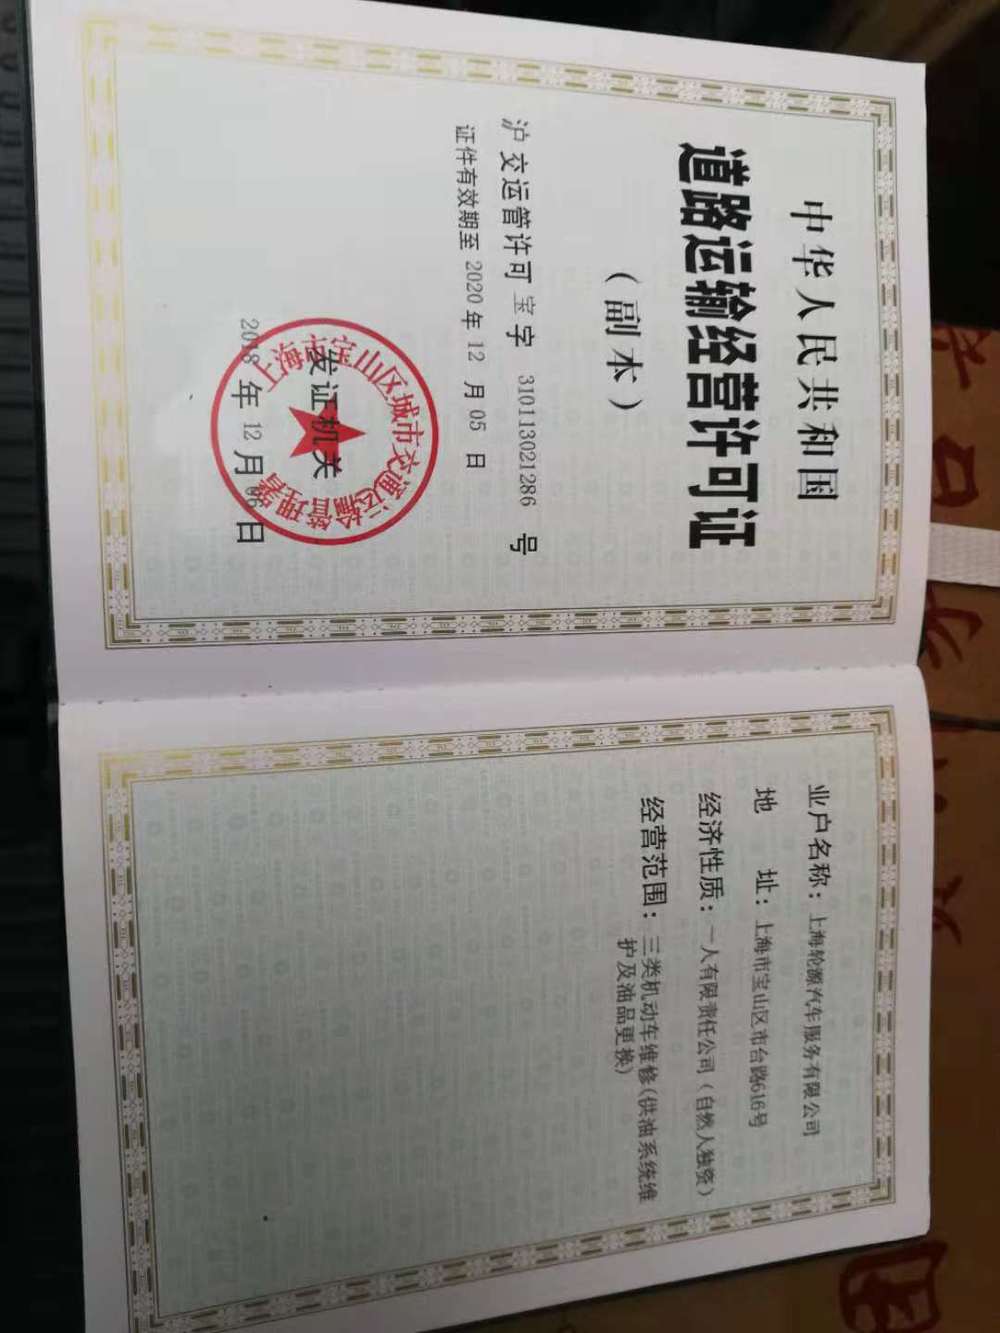 中华人民共和国
道路运输经营许可证
（副本）
沪交运管许可 宝 字 310113021286 号
证件有效期至 2020 年 12 月 05 日
上海市宝山区城市交通运输管理署
发证机关
2018 年 12 月 06 日
业户名称：上海轮源汽车服务有限公司
地 址：上海市宝山区市台路616号
经济性质：一人有限责任公司（自然人独资）
经营范围：三类机动车维修(供油系统维
护及油品更换)